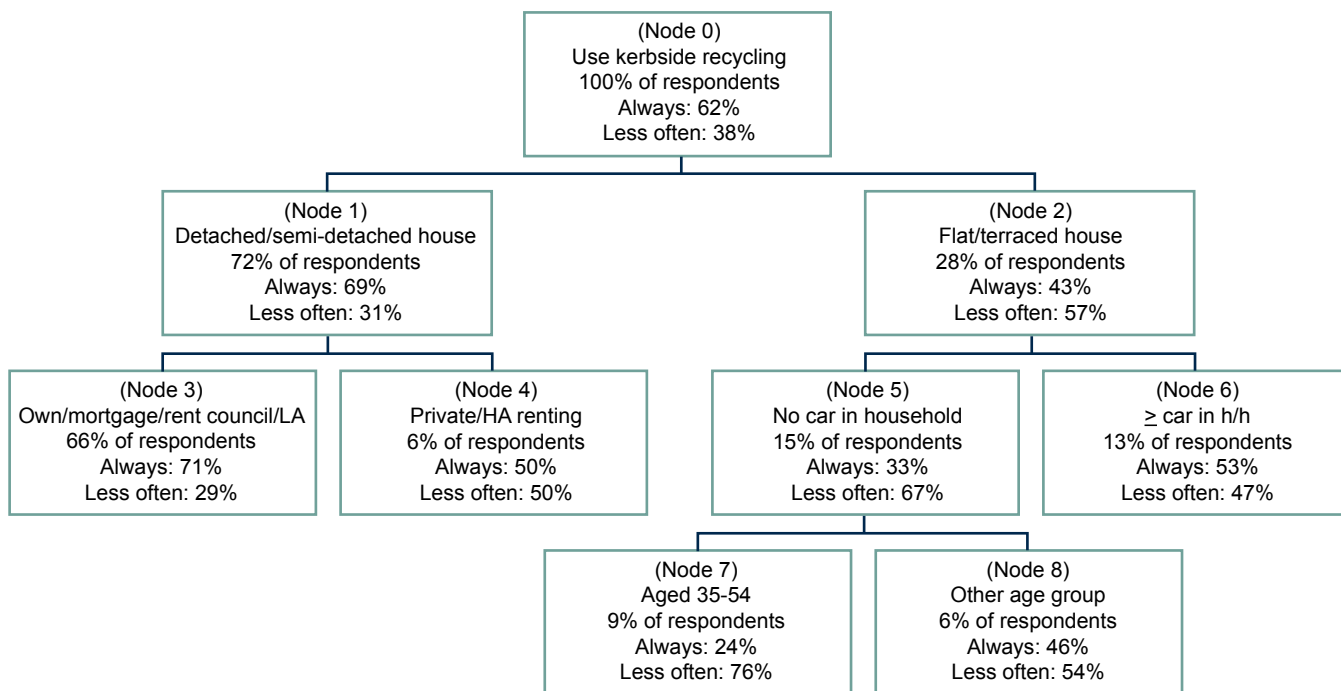 (Node 0)
Use kerbside recycling
100% of respondents
Always: 62%
Less often: 38%
(Node 1)
Detached/semi-detached house
72% of respondents
Always: 69%
Less often: 31%
(Node 2)
Flat/terraced house
28% of respondents
Always: 43%
Less often: 57%
(Node 3)
Own/mortgage/rent council/LA
66% of respondents
Always: 71%
Less often: 29%
(Node 4)
Private/HA renting
6% of respondents
Always: 50%
Less often: 50%
(Node 5)
No car in household
15% of respondents
Always: 33%
Less often: 67%
(Node 6)
≥ car in h/h
13% of respondents
Always: 53%
Less often: 47%
(Node 7)
Aged 35-54
9% of respondents
Always: 24%
Less often: 76%
(Node 8)
Other age group
6% of respondents
Always: 46%
Less often: 54%